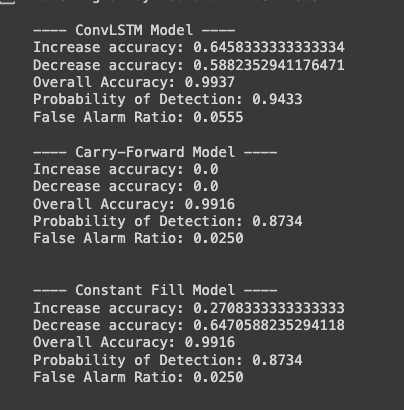 ---- ConvLSTM Model ----
Increase accuracy: 0.6458333333333334
Decrease accuracy: 0.5882352941176471
Overall Accuracy: 0.9937
Probability of Detection: 0.9433
False Alarm Ratio: 0.0555
---- Carry-Forward Model ----
Increase accuracy: 0.0
Decrease accuracy: 0.0
Overall Accuracy: 0.9916
Probability of Detection: 0.8734
False Alarm Ratio: 0.0250
---- Constant Fill Model ----
Increase accuracy: 0.2708333333333333
Decrease accuracy: 0.6470588235294118
Overall Accuracy: 0.9916
Probability of Detection: 0.8734
False Alarm Ratio: 0.0250